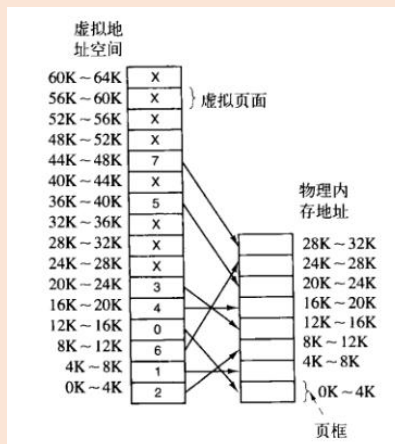 虚拟地
址空间
60K～64K X
56K～60K X 虚拟页面
52K～56K X
48K～52K X
44K～48K 7
40K～44K X
36K～40K 5
32K～36K X
28K～32K X
24K～28K X
20K～24K 3
16K～20K 4
12K～16K 0
8K～12K 6
4K～8K 1
0K～4K 2
物理内
存地址
28K～32K
24K～28K
20K～24K
16K～20K
12K～16K
8K～12K
4K～8K
0K～4K
页框